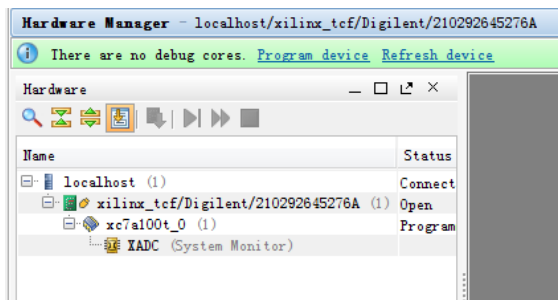 Hardware Manager - localhost/xilinx_tcf/Digilent/210292645276A
There are no debug cores. Program device Refresh device
Hardware
Name Status
localhost (1) Connect
xilinx_tcf/Digilent/210292645276A (1) Open
xc7a100t_0 (1) Program
XADC (System Monitor)